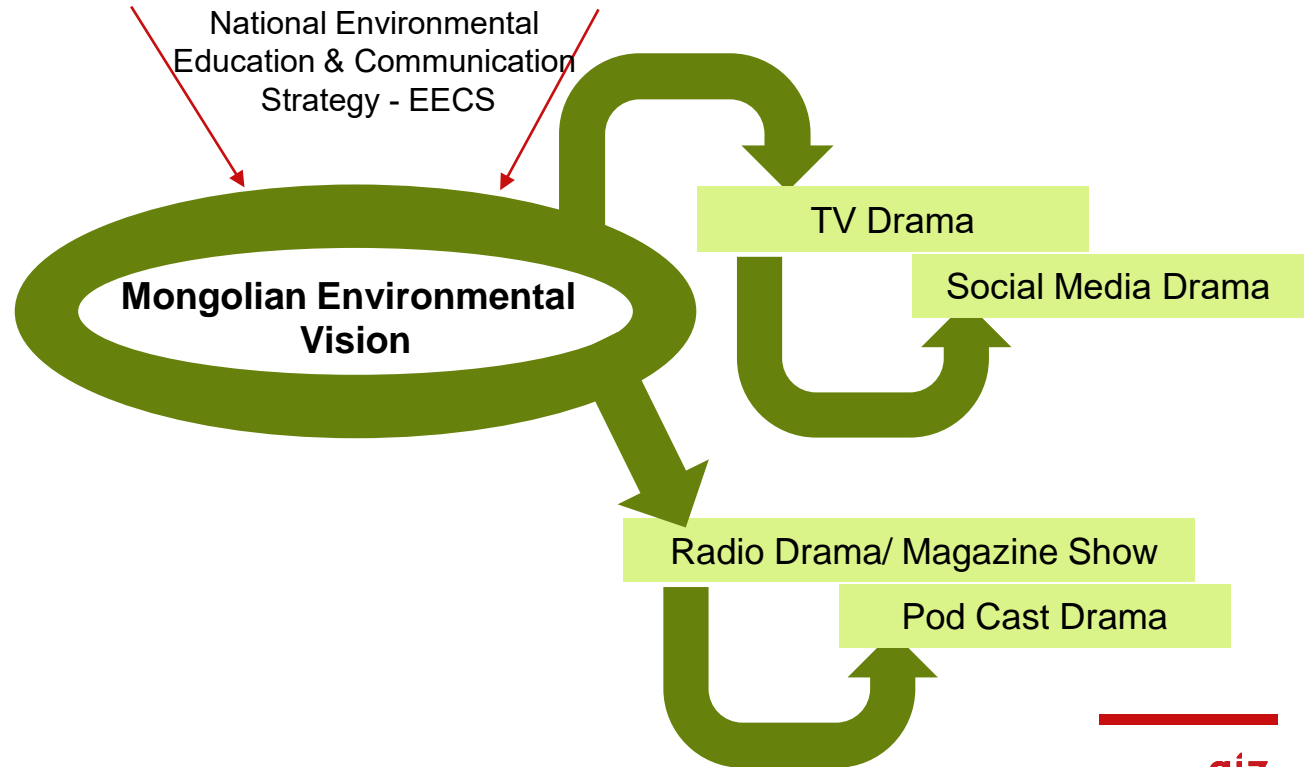 National Environmental
Education & Communication
Strategy - EECS
TV Drama
Social Media Drama
Mongolian Environmental
Vision
Radio Drama/ Magazine Show
Pod Cast Drama
giz